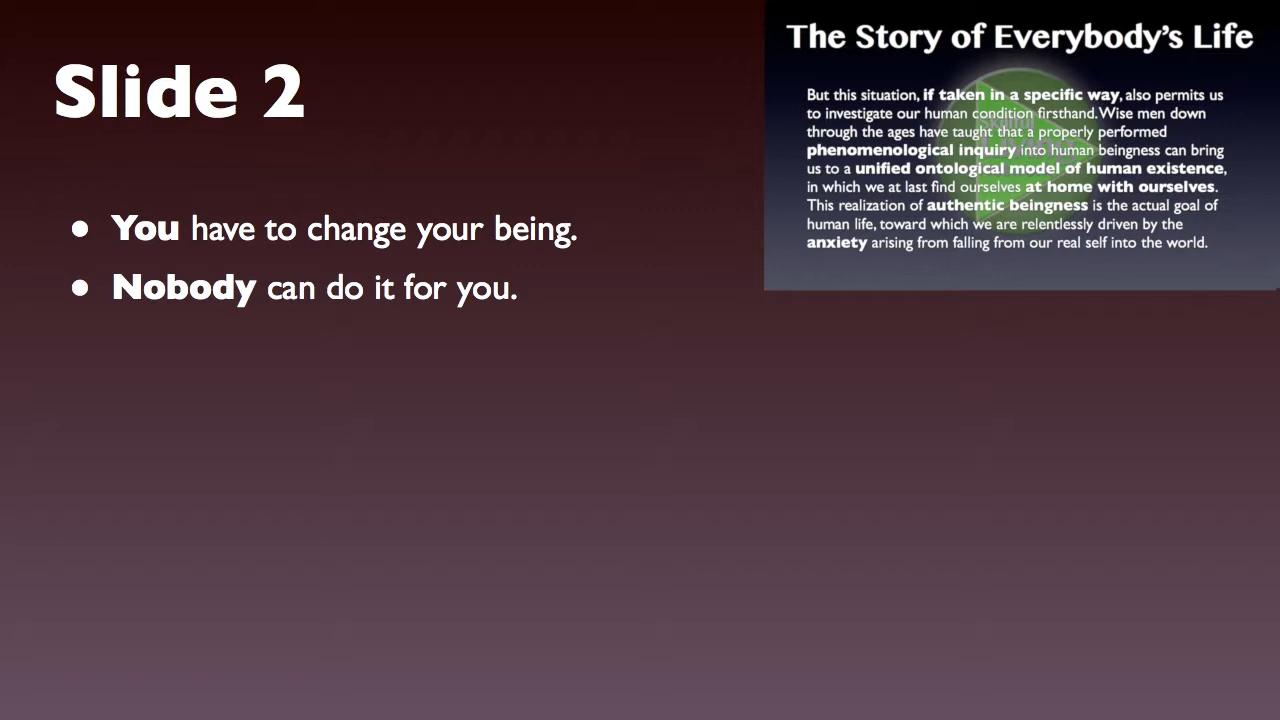 Slide 2
• You have to change your being.
• Nobody can do it for you.
The Story of Everybody's Life
But this situation, if taken in a specific way, also permits us
to investigate our human condition firsthand. Wise men down
through the ages have taught that a properly performed
phenomenological inquiry into human beingness can bring
us to a unified ontological model of human existence,
in which we at last find ourselves at home with ourselves.
This realization of authentic beingness is the actual goal of
human life, toward which we are relentlessly driven by the
anxiety arising from falling from our real self into the world.